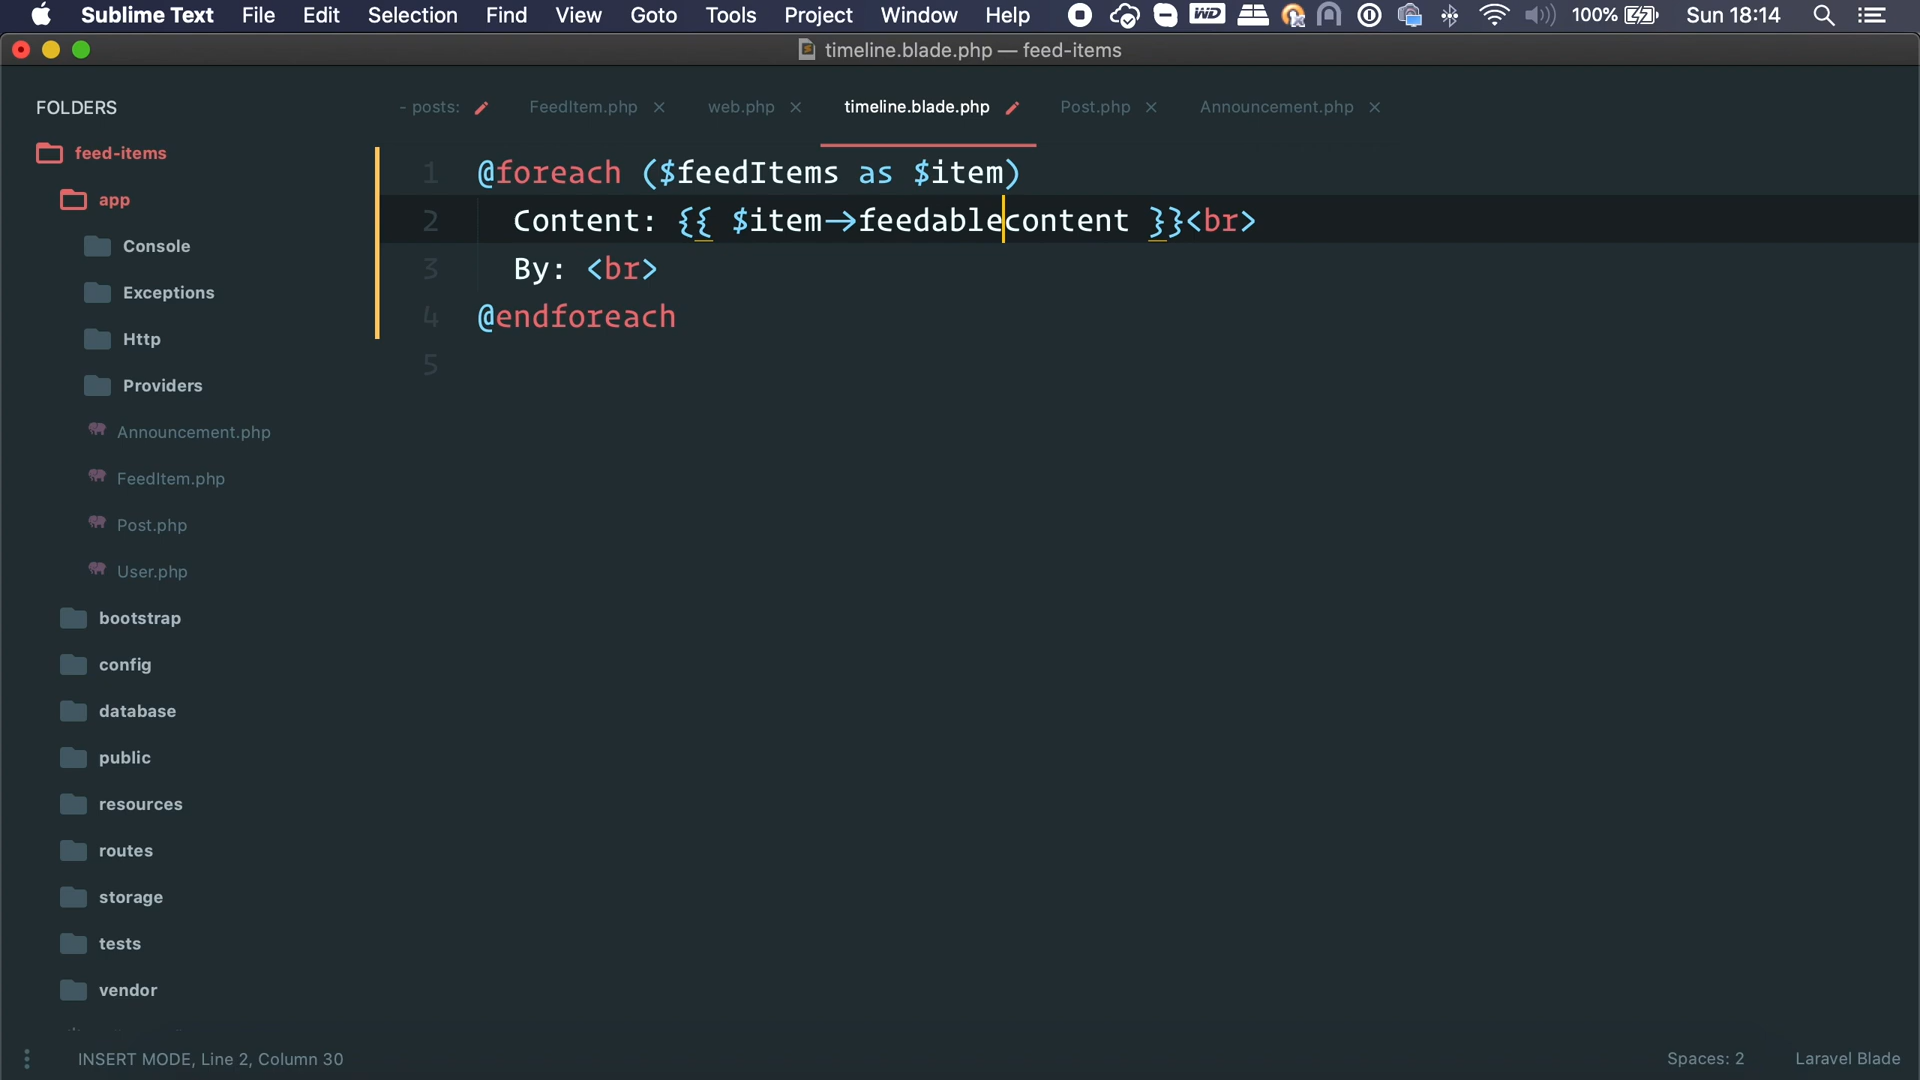 Sublime Text File Edit Selection Find View Goto Tools Project Window Help WD 100% Sun 18:14
timeline.blade.php — feed-items
FOLDERS
- posts: FeedItem.php × web.php × timeline.blade.php Post.php × Announcement.php ×
feed-items
app
Console
Exceptions
Http
Providers
Announcement.php
FeedItem.php
Post.php
User.php
bootstrap
config
database
public
resources
routes
storage
tests
vendor
1 @foreach ($feedItems as $item)
2 Content: {{ $item->feedablecontent }}<br>
3 By: <br>
4 @endforeach
5
INSERT MODE, Line 2, Column 30 Spaces: 2 Laravel Blade